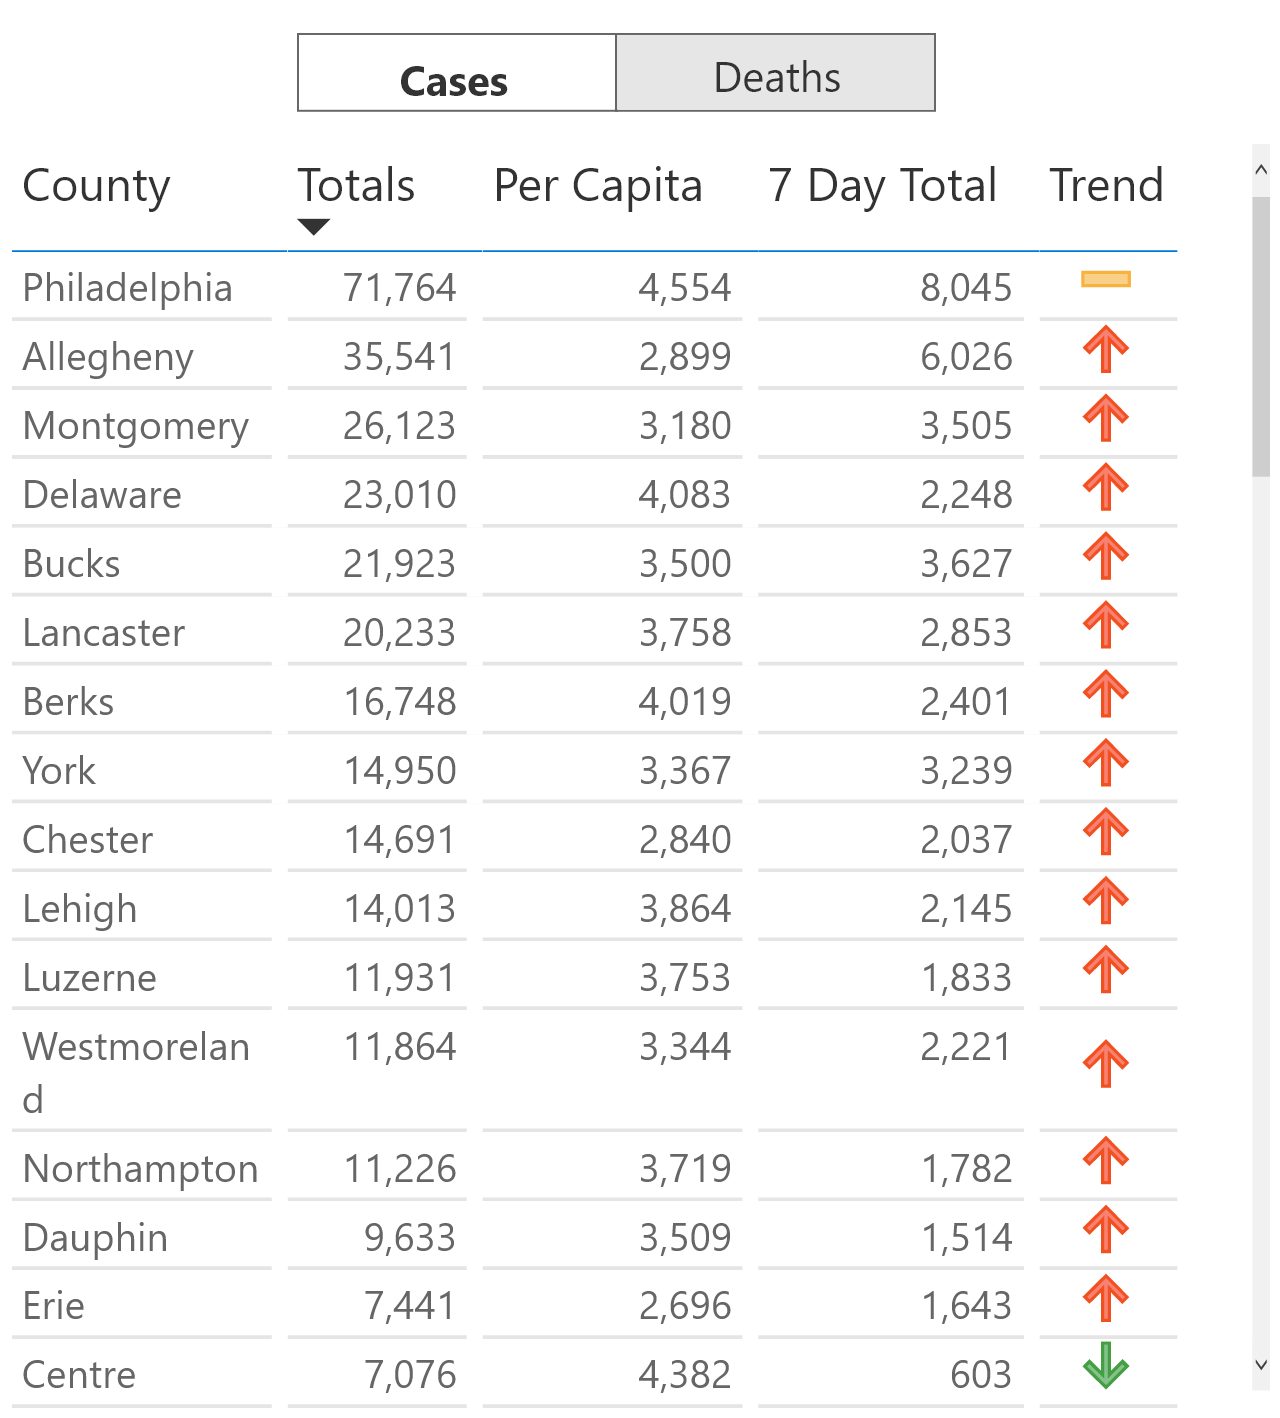 Cases Deaths
County Totals Per Capita 7 Day Total Trend
Philadelphia 71,764 4,554 8,045
Allegheny 35,541 2,899 6,026
Montgomery 26,123 3,180 3,505
Delaware 23,010 4,083 2,248
Bucks 21,923 3,500 3,627
Lancaster 20,233 3,758 2,853
Berks 16,748 4,019 2,401
York 14,950 3,367 3,239
Chester 14,691 2,840 2,037
Lehigh 14,013 3,864 2,145
Luzerne 11,931 3,753 1,833
Westmorelan 11,864 3,344 2,221
d
Northampton 11,226 3,719 1,782
Dauphin 9,633 3,509 1,514
Erie 7,441 2,696 1,643
Centre 7,076 4,382 603